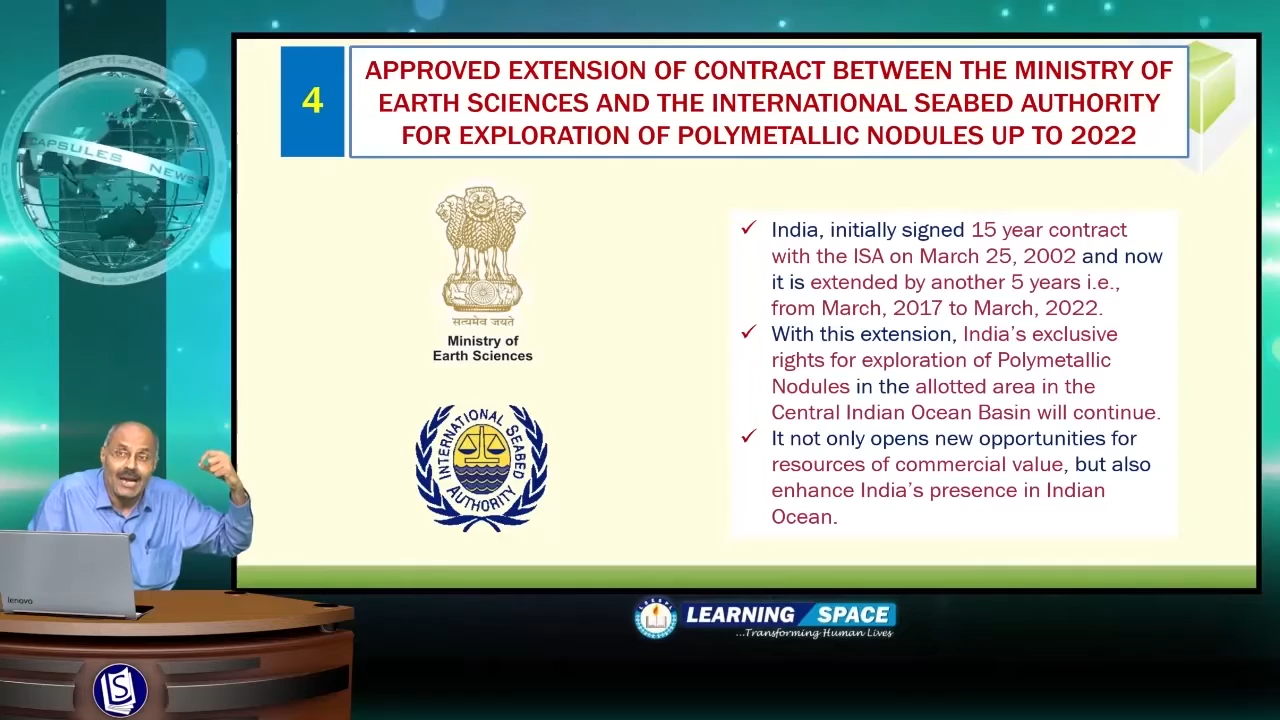 4
APPROVED EXTENSION OF CONTRACT BETWEEN THE MINISTRY OF
EARTH SCIENCES AND THE INTERNATIONAL SEABED AUTHORITY
FOR EXPLORATION OF POLYMETALLIC NODULES UP TO 2022
CAPSULES NEWS
सत्यमेव जयते
Ministry of
Earth Sciences
INTERNATIONAL SEABED
AUTHORITY
✓ India, initially signed 15 year contract
with the ISA on March 25, 2002 and now
it is extended by another 5 years i.e.,
from March, 2017 to March, 2022.
✓ With this extension, India’s exclusive
rights for exploration of Polymetallic
Nodules in the allotted area in the
Central Indian Ocean Basin will continue.
✓ It not only opens new opportunities for
resources of commercial value, but also
enhance India’s presence in Indian
Ocean.
lenovo
LEARNING SPACE
...Transforming Human Lives
LS